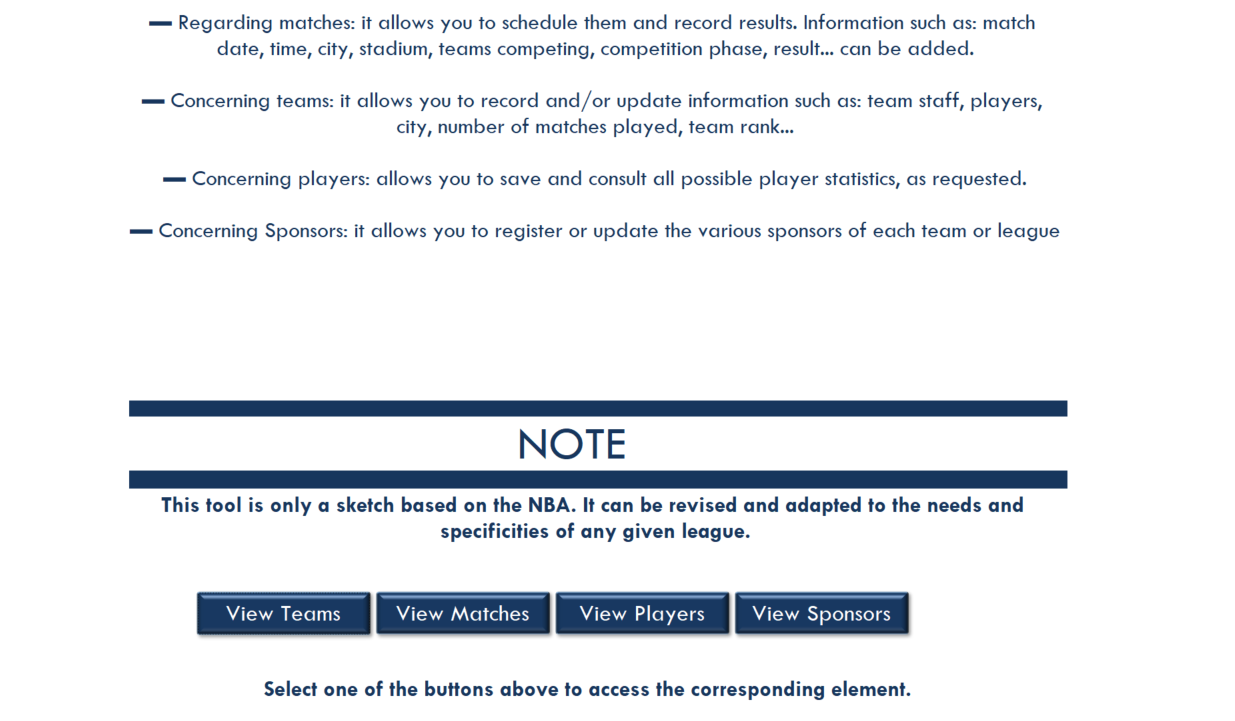 — Regarding matches: it allows you to schedule them and record results. Information such as: match
date, time, city, stadium, teams competing, competition phase, result... can be added.
— Concerning teams: it allows you to record and/or update information such as: team staff, players,
city, number of matches played, team rank...
— Concerning players: allows you to save and consult all possible player statistics, as requested.
— Concerning Sponsors: it allows you to register or update the various sponsors of each team or league
NOTE
This tool is only a sketch based on the NBA. It can be revised and adapted to the needs and
specificities of any given league.
View Teams View Matches View Players View Sponsors
Select one of the buttons above to access the corresponding element.